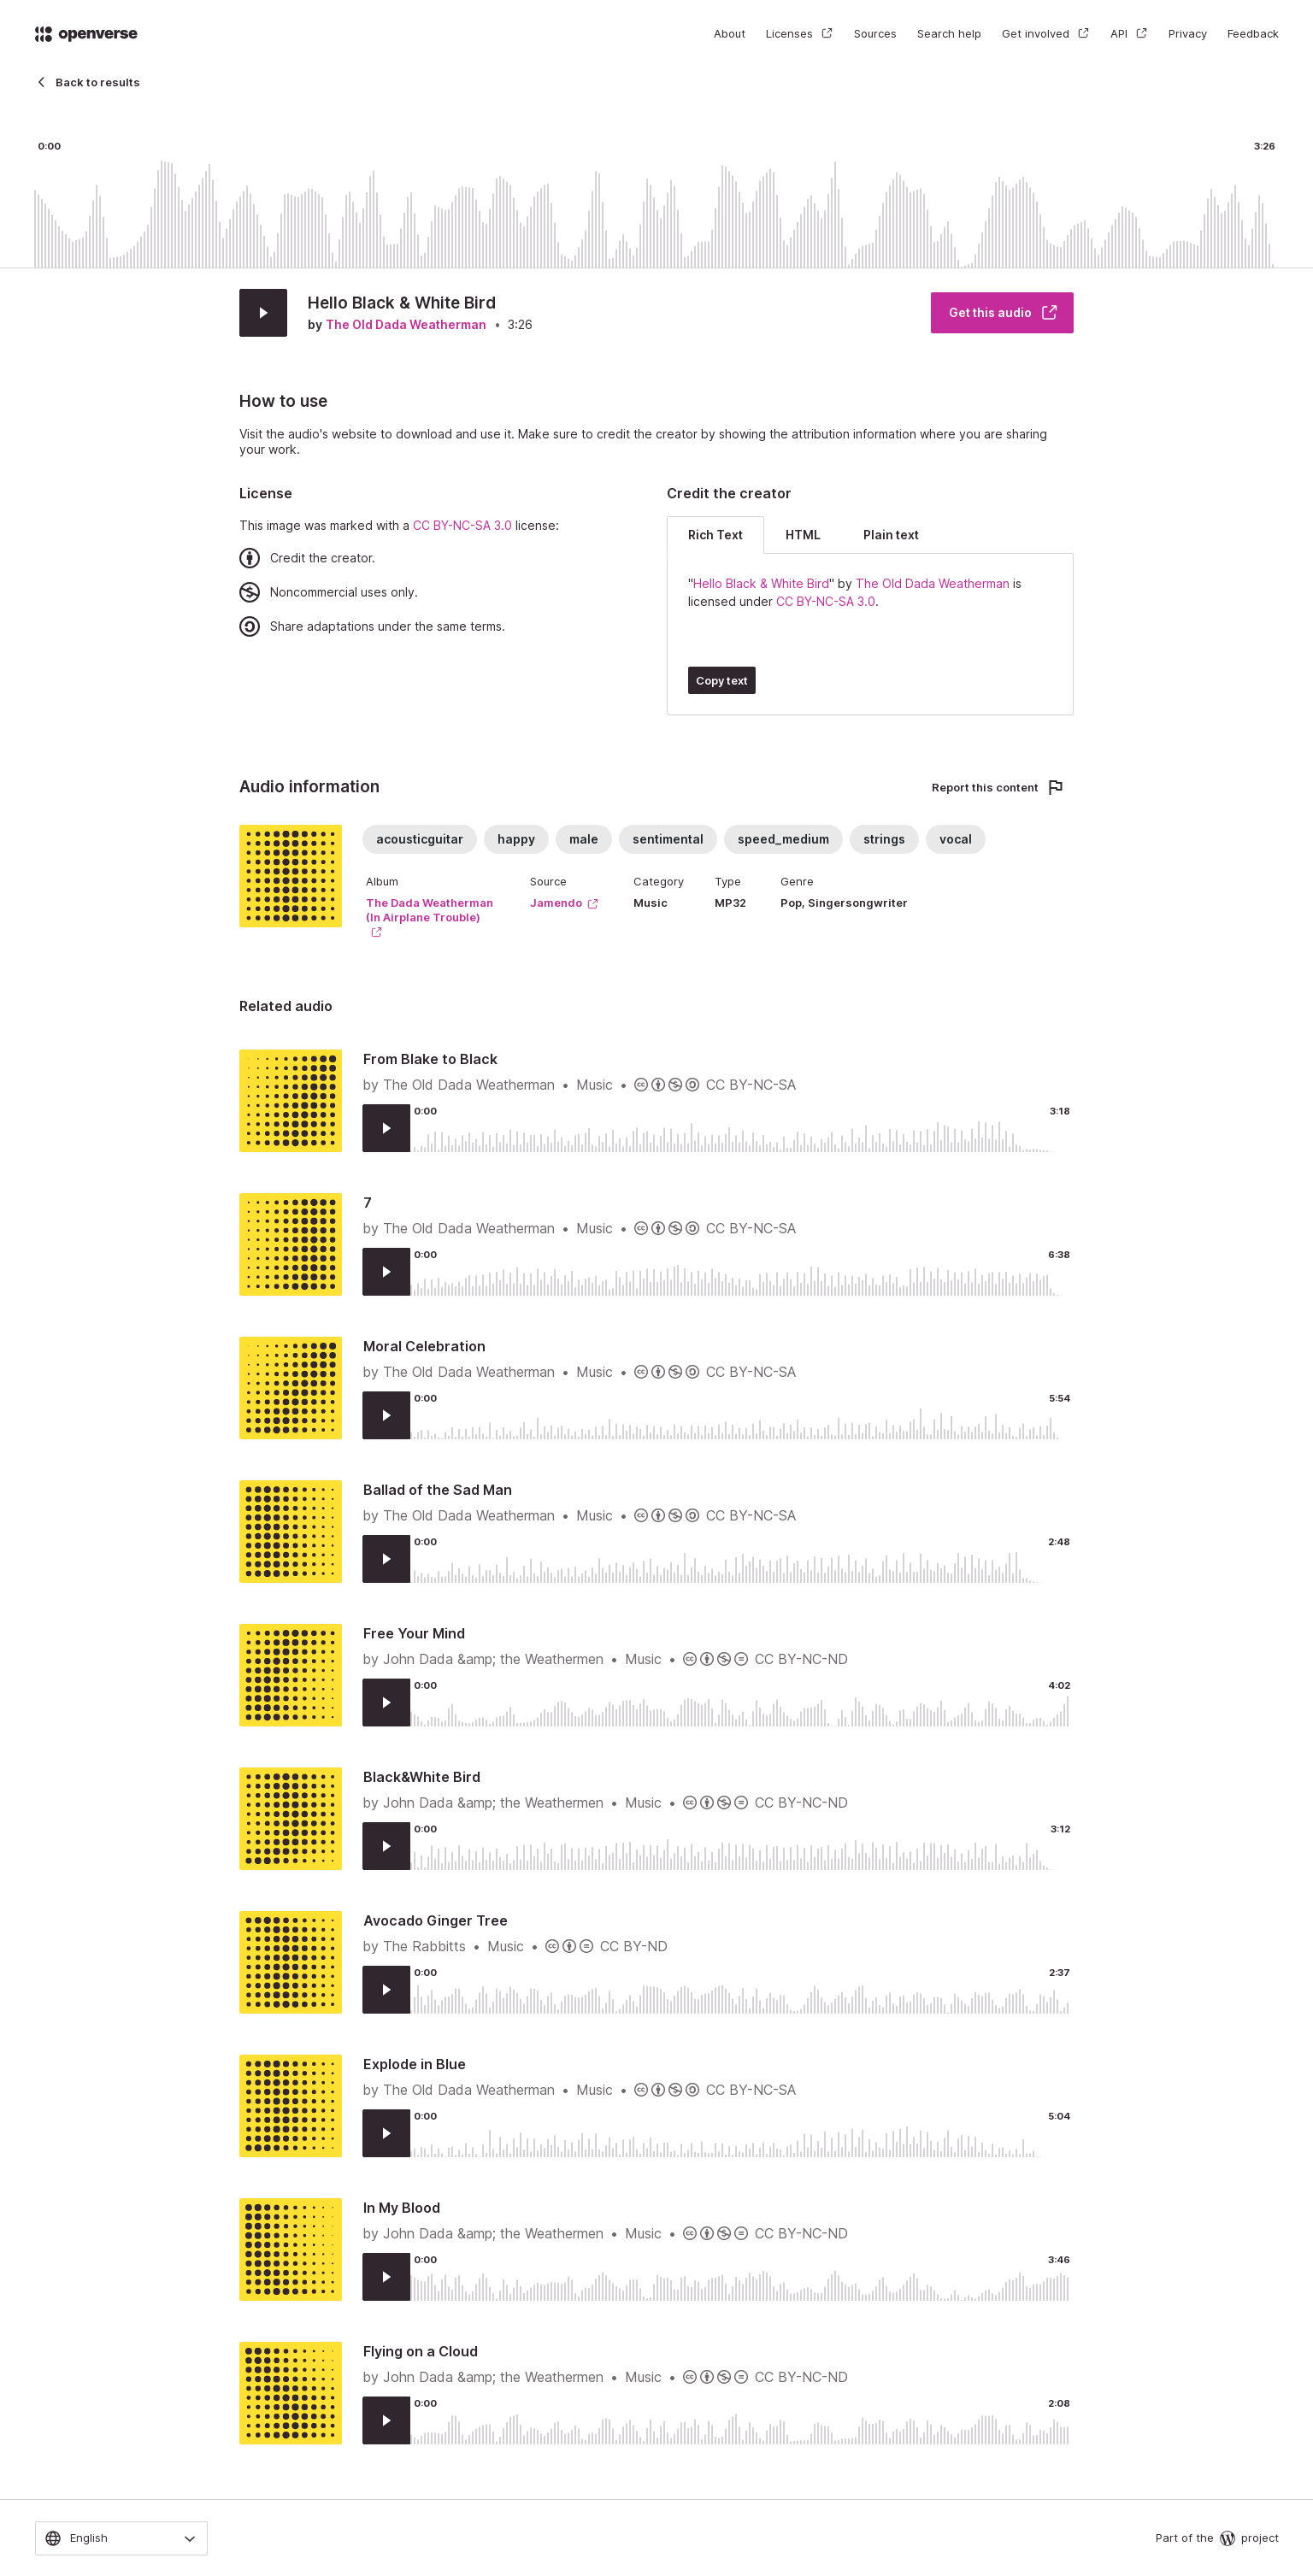 openverse
About Licenses Sources Search help Get involved API Privacy Feedback
Back to results
0:00 3:26
Hello Black & White Bird
by The Old Dada Weatherman • 3:26
Get this audio
How to use
Visit the audio's website to download and use it. Make sure to credit the creator by showing the attribution information where you are sharing
your work.
License
This image was marked with a CC BY-NC-SA 3.0 license:
Credit the creator.
Noncommercial uses only.
Share adaptations under the same terms.
Credit the creator
Rich Text HTML Plain text
"Hello Black & White Bird" by The Old Dada Weatherman is
licensed under CC BY-NC-SA 3.0.
Copy text
Audio information
Report this content
acousticguitar happy male sentimental speed_medium strings vocal
Album Source Category Type Genre
The Dada Weatherman Jamendo Music MP32 Pop, Singersongwriter
(In Airplane Trouble)
Related audio
From Blake to Black
by The Old Dada Weatherman • Music • CC BY-NC-SA
0:00 3:18
7
by The Old Dada Weatherman • Music • CC BY-NC-SA
0:00 6:38
Moral Celebration
by The Old Dada Weatherman • Music • CC BY-NC-SA
0:00 5:54
Ballad of the Sad Man
by The Old Dada Weatherman • Music • CC BY-NC-SA
0:00 2:48
Free Your Mind
by John Dada &amp; the Weathermen • Music • CC BY-NC-ND
0:00 4:02
Black&White Bird
by John Dada &amp; the Weathermen • Music • CC BY-NC-ND
0:00 3:12
Avocado Ginger Tree
by The Rabbitts • Music • CC BY-ND
0:00 2:37
Explode in Blue
by The Old Dada Weatherman • Music • CC BY-NC-SA
0:00 5:04
In My Blood
by John Dada &amp; the Weathermen • Music • CC BY-NC-ND
0:00 3:46
Flying on a Cloud
by John Dada &amp; the Weathermen • Music • CC BY-NC-ND
0:00 2:08
English
Part of the project